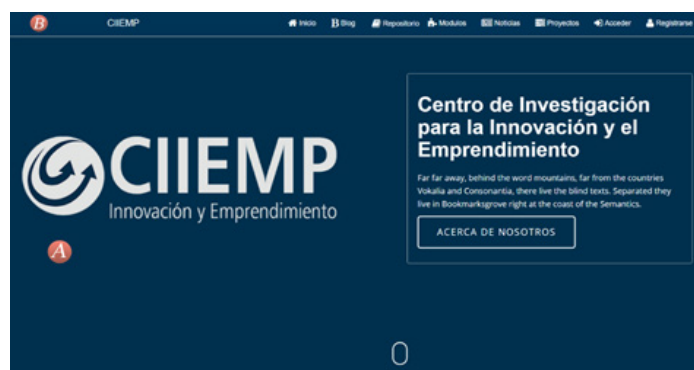 B CIIEMP Inicio Blog Repositorio Modulos Noticias Proyectos Acceder Registrarse
Centro de Investigación
para la Innovación y el
Emprendimiento
Far far away, behind the word mountains, far from the countries
Vokalia and Consonantia, there live the blind texts. Separated they
live in Bookmarksgrove right at the coast of the Semantics.
ACERCA DE NOSOTROS
CIIEMP
Innovación y Emprendimiento
A